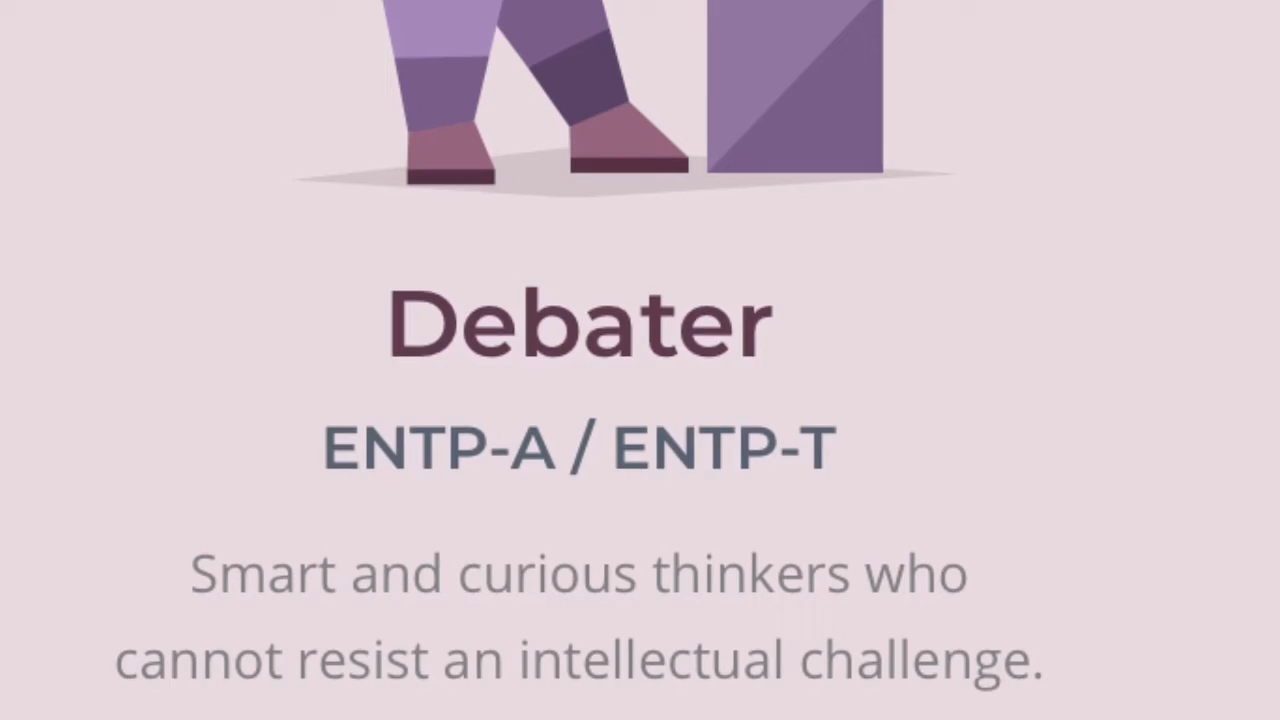 Debater
ENTP-A / ENTP-T
Smart and curious thinkers who
cannot resist an intellectual challenge.